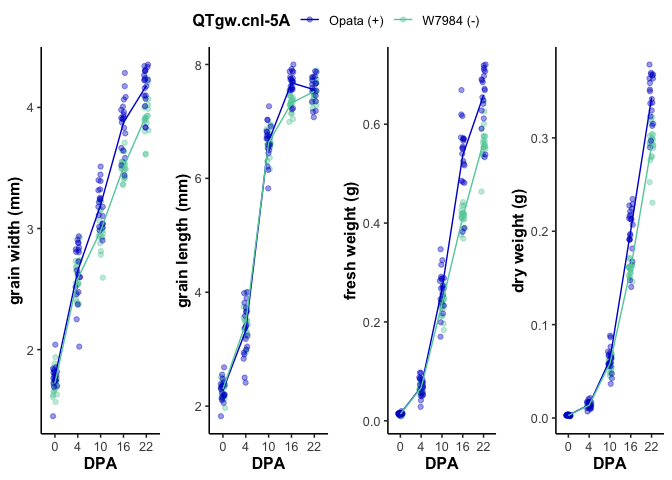 QTgw.cnl-5A Opata (+) W7984 (-)
grain width (mm)
4
3
2
0 4 10 16 22
DPA
grain length (mm)
8
6
4
2
0 4 10 16 22
DPA
fresh weight (g)
0.6
0.4
0.2
0.0
0 4 10 16 22
DPA
dry weight (g)
0.3
0.2
0.1
0.0
0 4 10 16 22
DPA